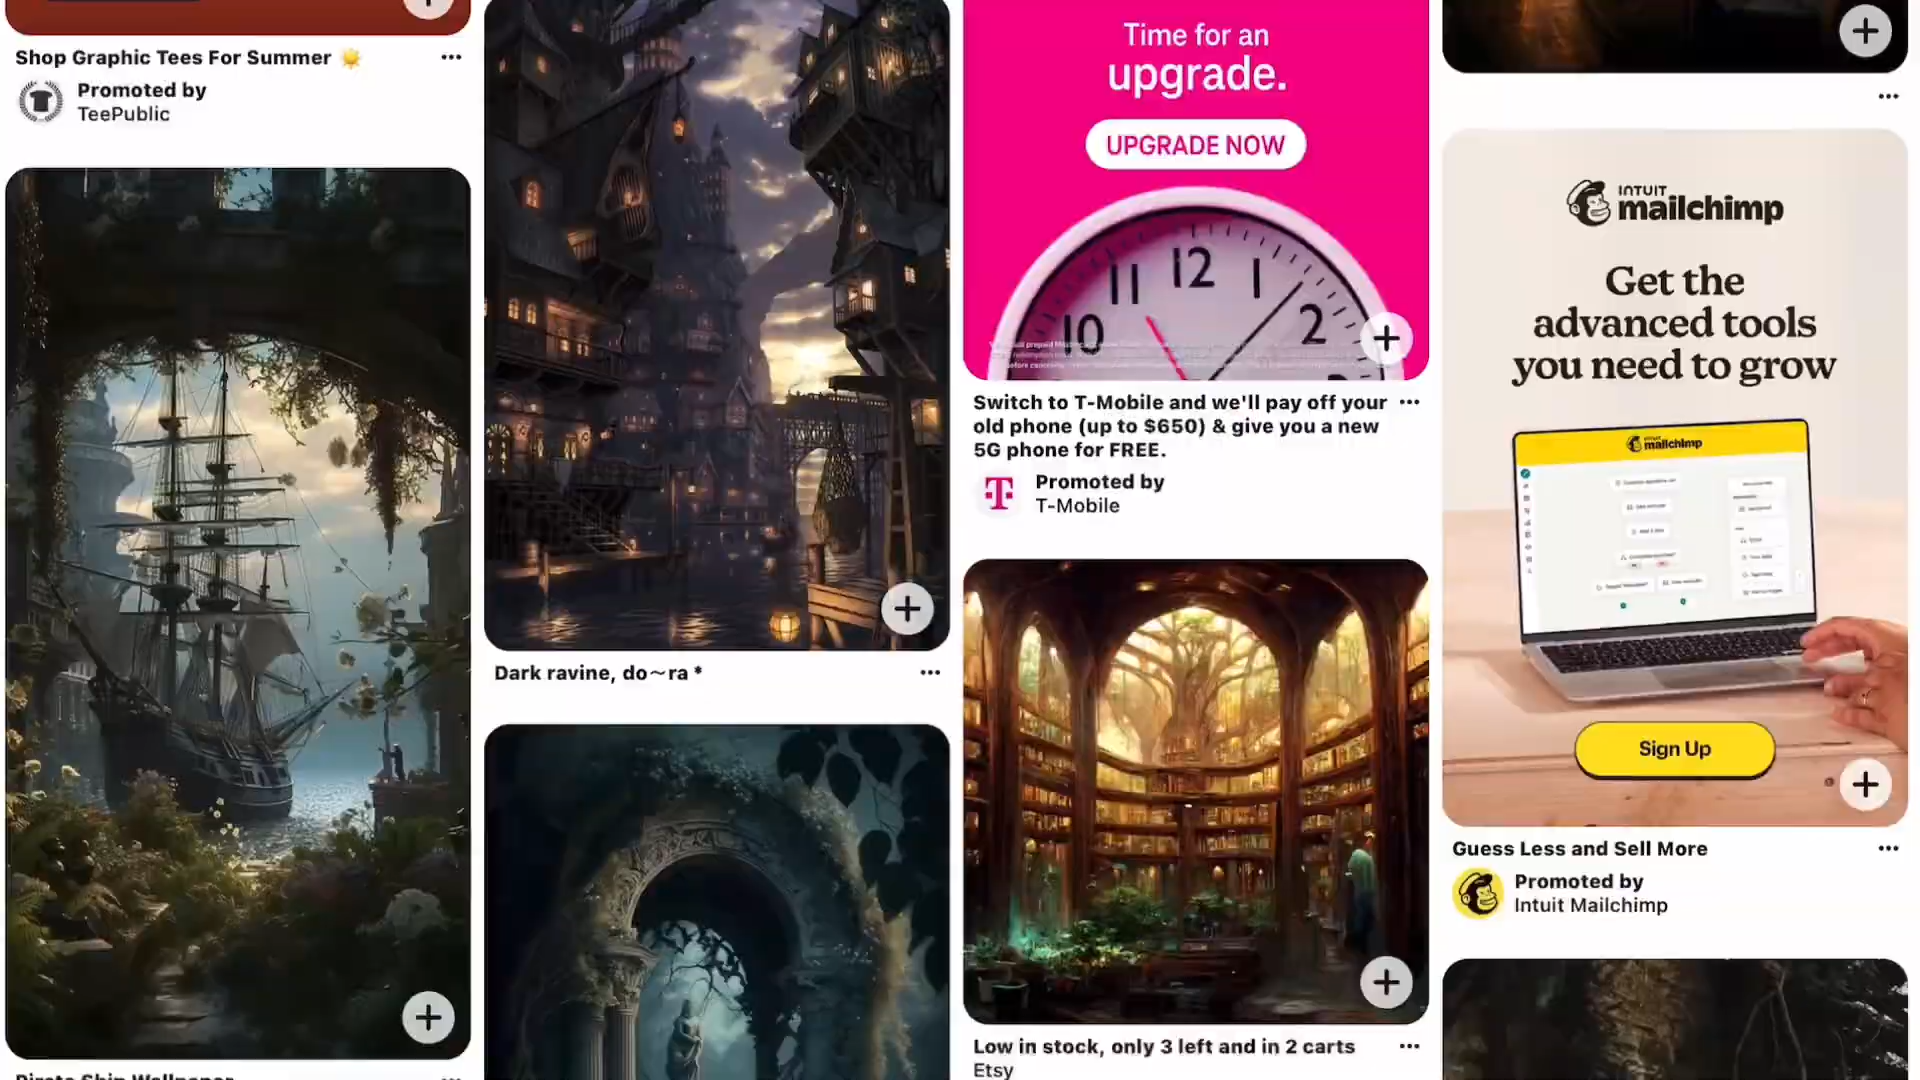 Shop Graphic Tees For Summer ☀️
Promoted by
TeePublic
Pirate Ship Wallpaper
Dark ravine, do~ra *
Time for an
upgrade.
UPGRADE NOW
10 11 12 1 2
Switch to T-Mobile and we'll pay off your
old phone (up to $650) & give you a new
5G phone for FREE.
T
Promoted by
T-Mobile
Low in stock, only 3 left and in 2 carts
Etsy
INTUIT
mailchimp
Get the
advanced tools
you need to grow
mailchimp
Sign Up
Guess Less and Sell More
Promoted by
Intuit Mailchimp